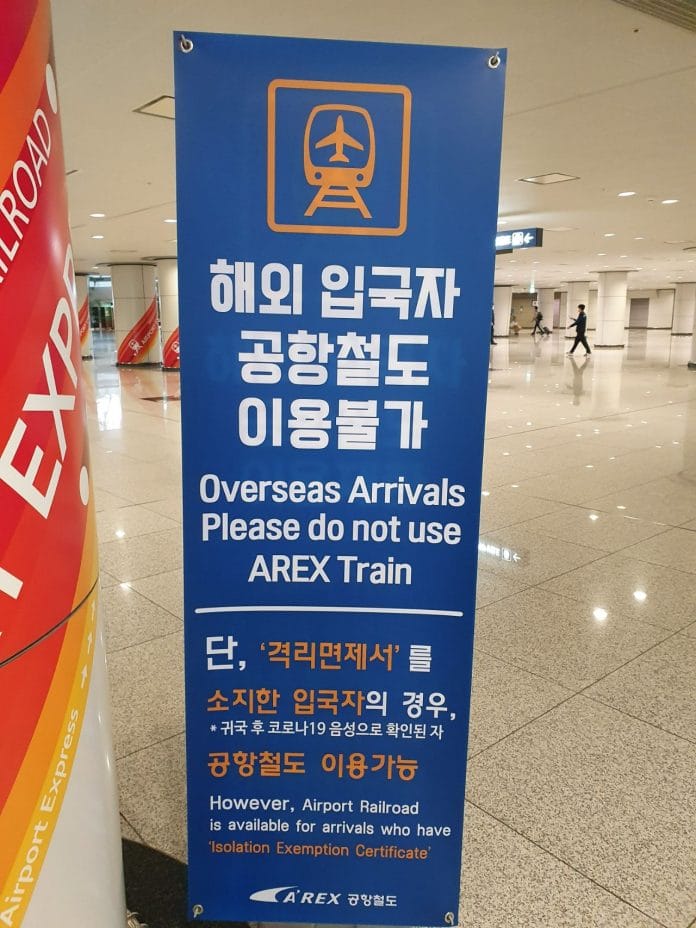 해외 입국자
공항철도
이용불가
Overseas Arrivals
Please do not use
AREX Train
단, ‘격리면제서’ 를
소지한 입국자의 경우,
* 귀국 후 코로나19 음성으로 확인된 자
공항철도 이용가능
However, Airport Railroad
is available for arrivals who have
‘Isolation Exemption Certificate’
A'REX 공항철도
Airport Express